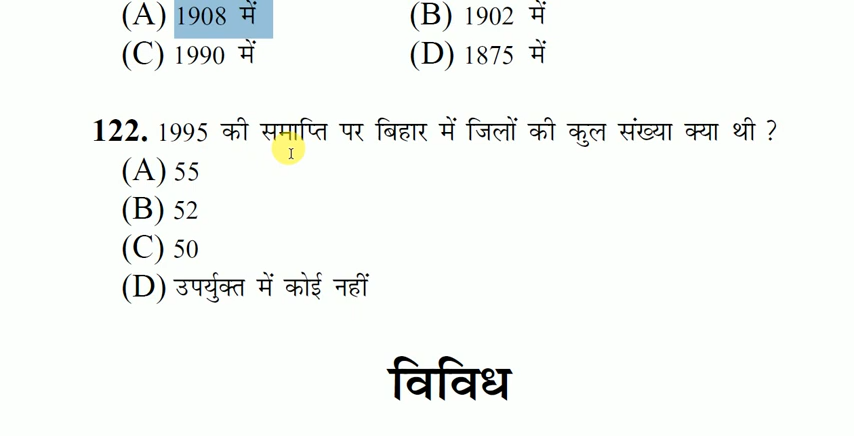 (A) 1908 में (B) 1902 में
(C) 1990 में (D) 1875 में
122. 1995 की समाप्ति पर बिहार में जिलों की कुल संख्या क्या थी ?
(A) 55
(B) 52
(C) 50
(D) उपर्युक्त में कोई नहीं
विविध